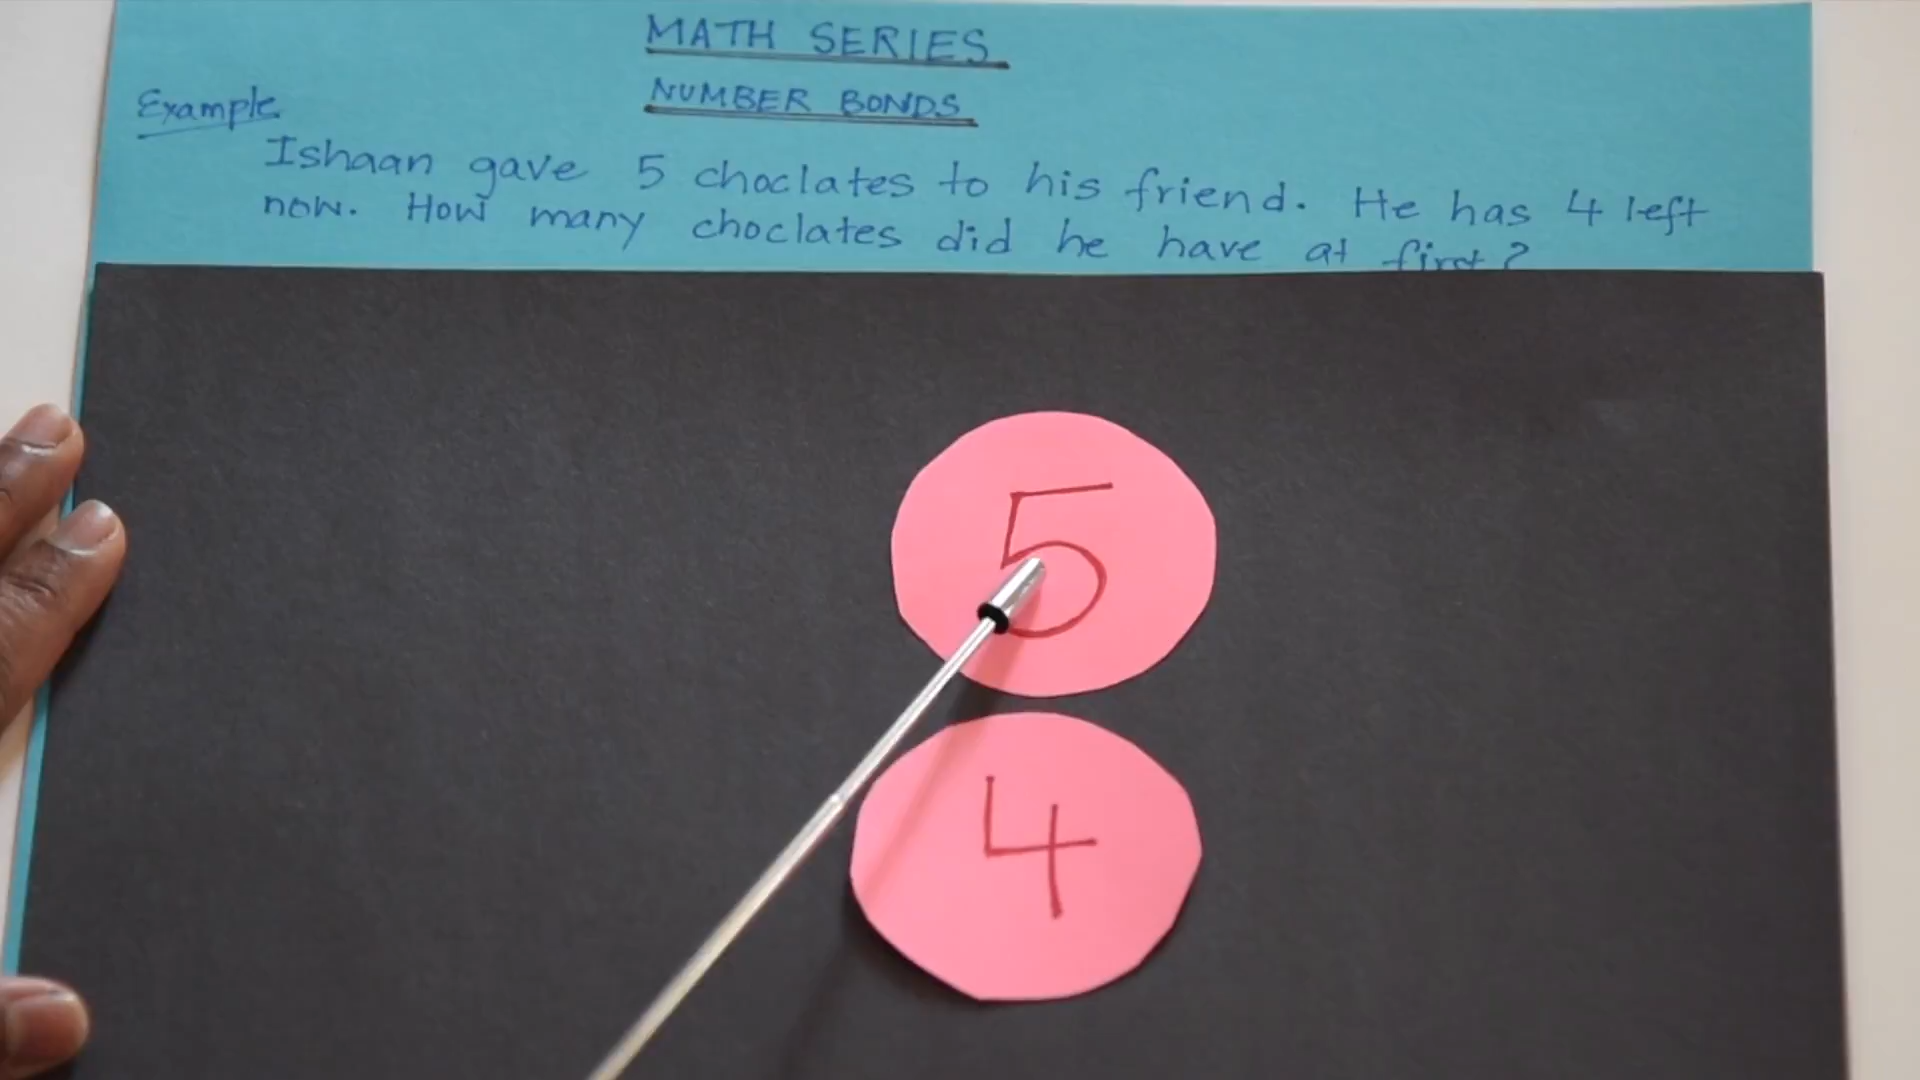 MATH SERIES
NUMBER BONDS
Example
Ishaan gave 5 choclates to his friend. He has 4 left
now. How many choclates did he have at first?
5
4